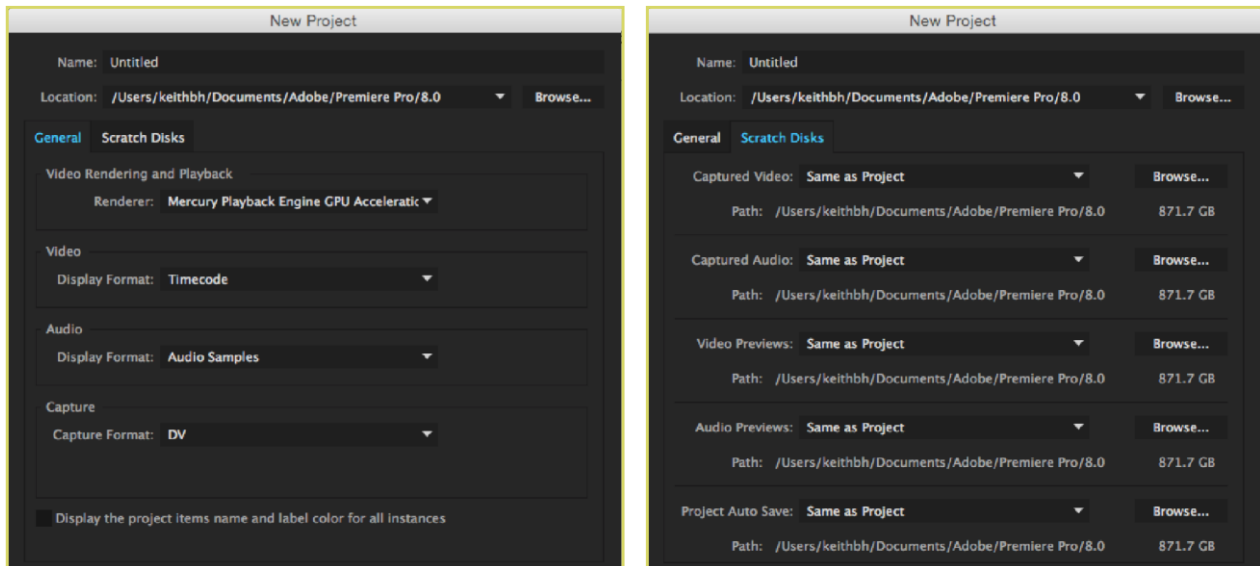 New Project
Name: Untitled
Location: /Users/keithbh/Documents/Adobe/Premiere Pro/8.0 Browse...
General Scratch Disks
Video Rendering and Playback
Renderer: Mercury Playback Engine GPU Acceleratic
Video
Display Format: Timecode
Audio
Display Format: Audio Samples
Capture
Capture Format: DV
Display the project items name and label color for all instances
New Project
Name: Untitled
Location: /Users/keithbh/Documents/Adobe/Premiere Pro/8.0 Browse...
General Scratch Disks
Captured Video: Same as Project Browse...
Path: /Users/keithbh/Documents/Adobe/Premiere Pro/8.0 871.7 GB
Captured Audio: Same as Project Browse...
Path: /Users/keithbh/Documents/Adobe/Premiere Pro/8.0 871.7 GB
Video Previews: Same as Project Browse...
Path: /Users/keithbh/Documents/Adobe/Premiere Pro/8.0 871.7 GB
Audio Previews: Same as Project Browse...
Path: /Users/keithbh/Documents/Adobe/Premiere Pro/8.0 871.7 GB
Project Auto Save: Same as Project Browse...
Path: /Users/keithbh/Documents/Adobe/Premiere Pro/8.0 871.7 GB